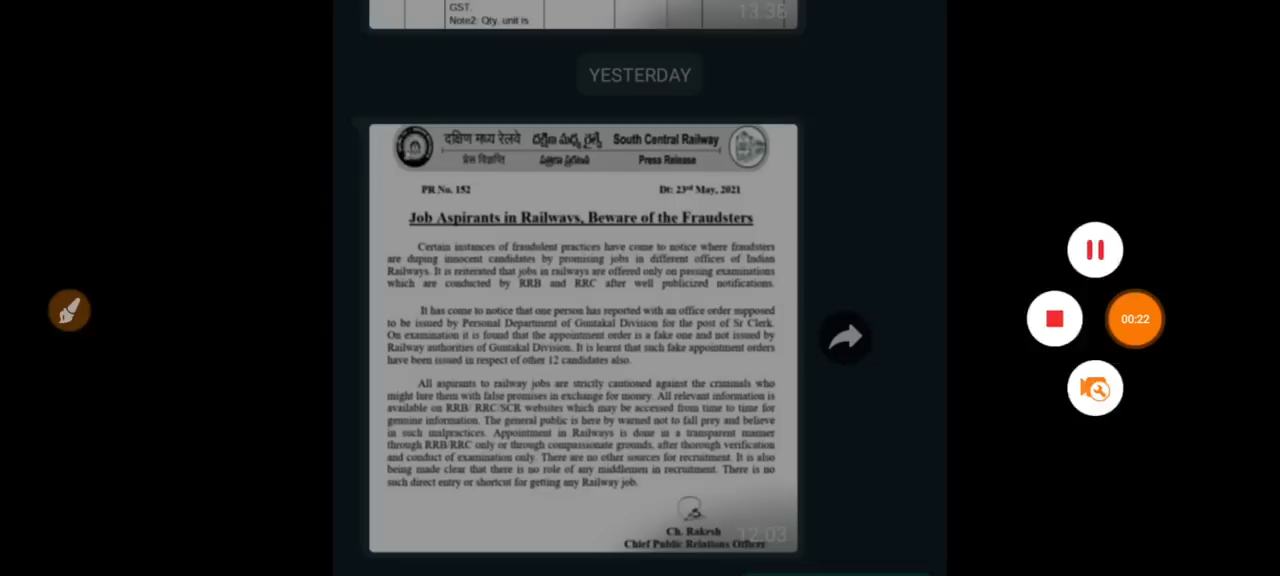 GST.
Note2: Qty. unit is
13.38
YESTERDAY
दक्षिण मध्य रेलवे దక్షిణ మధ్య రైల్వే South Central Railway
प्रेस विज्ञप्ति పత్రికా ప్రకటన Press Release
PR No. 152 Dt: 23rd May, 2021
Job Aspirants in Railways, Beware of the Fraudsters
Certain instances of fraudulent practices have come to notice where fraudsters
are duping innocent candidates by promising jobs in different offices of Indian
Railways. It is reiterated that jobs in railways are offered only on passing examinations
which are conducted by RRB and RRC after well publicized notifications.
It has come to notice that one person has reported with an office order supposed
to be issued by Personal Department of Guntakal Division for the post of Sr Clerk.
On examination it is found that the appointment order is a fake one and not issued by
Railway authorities of Guntakal Division. It is learnt that such fake appointment orders
have been issued in respect of other 12 candidates also.
All aspirants to railway jobs are strictly cautioned against the criminals who
might lure them with false promises in exchange for money. All relevant information is
available on RRB/ RRC/SCR websites which may be accessed from time to time for
genuine information. The general public is here by warned not to fall prey and believe
in such malpractices. Appointment in Railways is done in a transparent manner
through RRB/RRC only or through compassionate grounds, after thorough verification
and conduct of examination only. There are no other sources for recruitment. It is also
being made clear that there is no role of any middlemen in recruitment. There is no
such direct entry or shortcut for getting any Railway job.
12.03
Ch. Rakesh
Chief Public Relations Officer
00:22